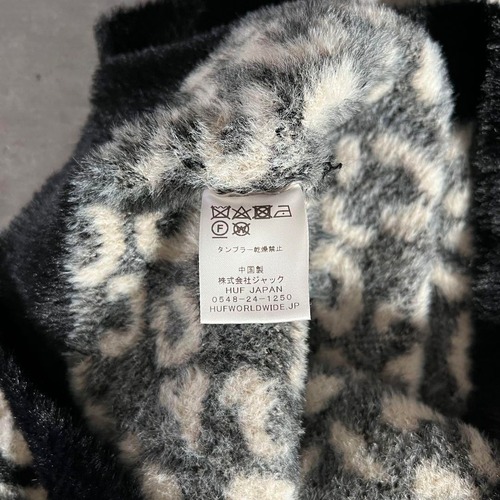 タンブラー乾燥禁止
中国製
株式会社ジャック
HUF JAPAN
0548-24-1250
HUFWORLDWIDE.JP